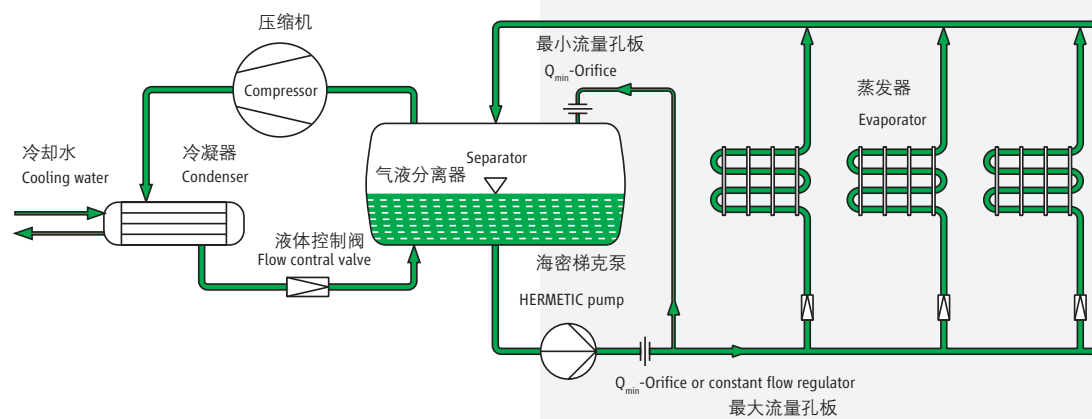 压缩机
Compressor
最小流量孔板
Qmin-Orifice
蒸发器
Evaporator
冷却水
Cooling water
冷凝器
Condenser
Separator
气液分离器
液体控制阀
Flow contral valve
海密梯克泵
HERMETIC pump
Qmin-Orifice or constant flow regulator
最大流量孔板